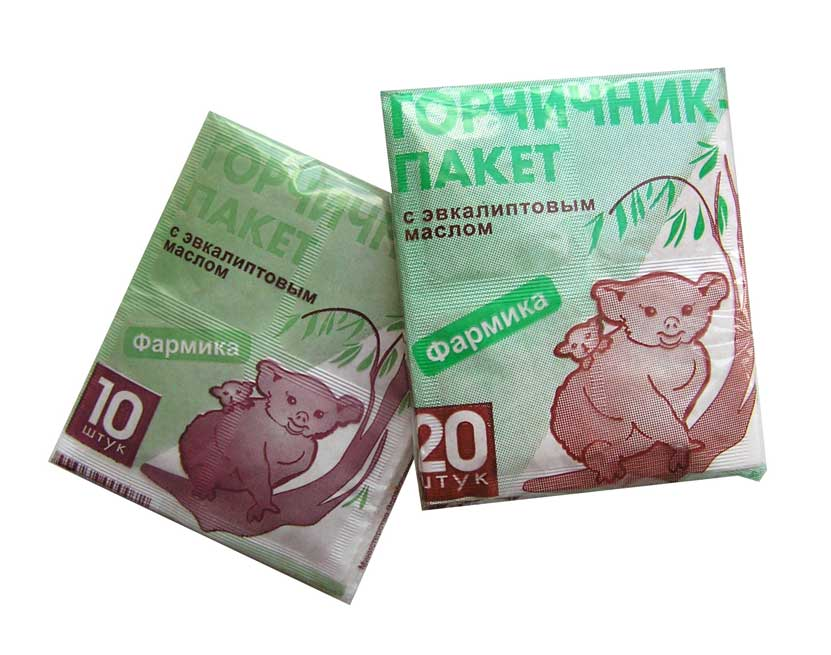 ГОРЧИЧНИК-
ПАКЕТ
с эвкалиптовым
маслом
Фармика
10
штук
ГОРЧИЧНИК-
ПАКЕТ
с эвкалиптовым
маслом
Фармика
20
штук